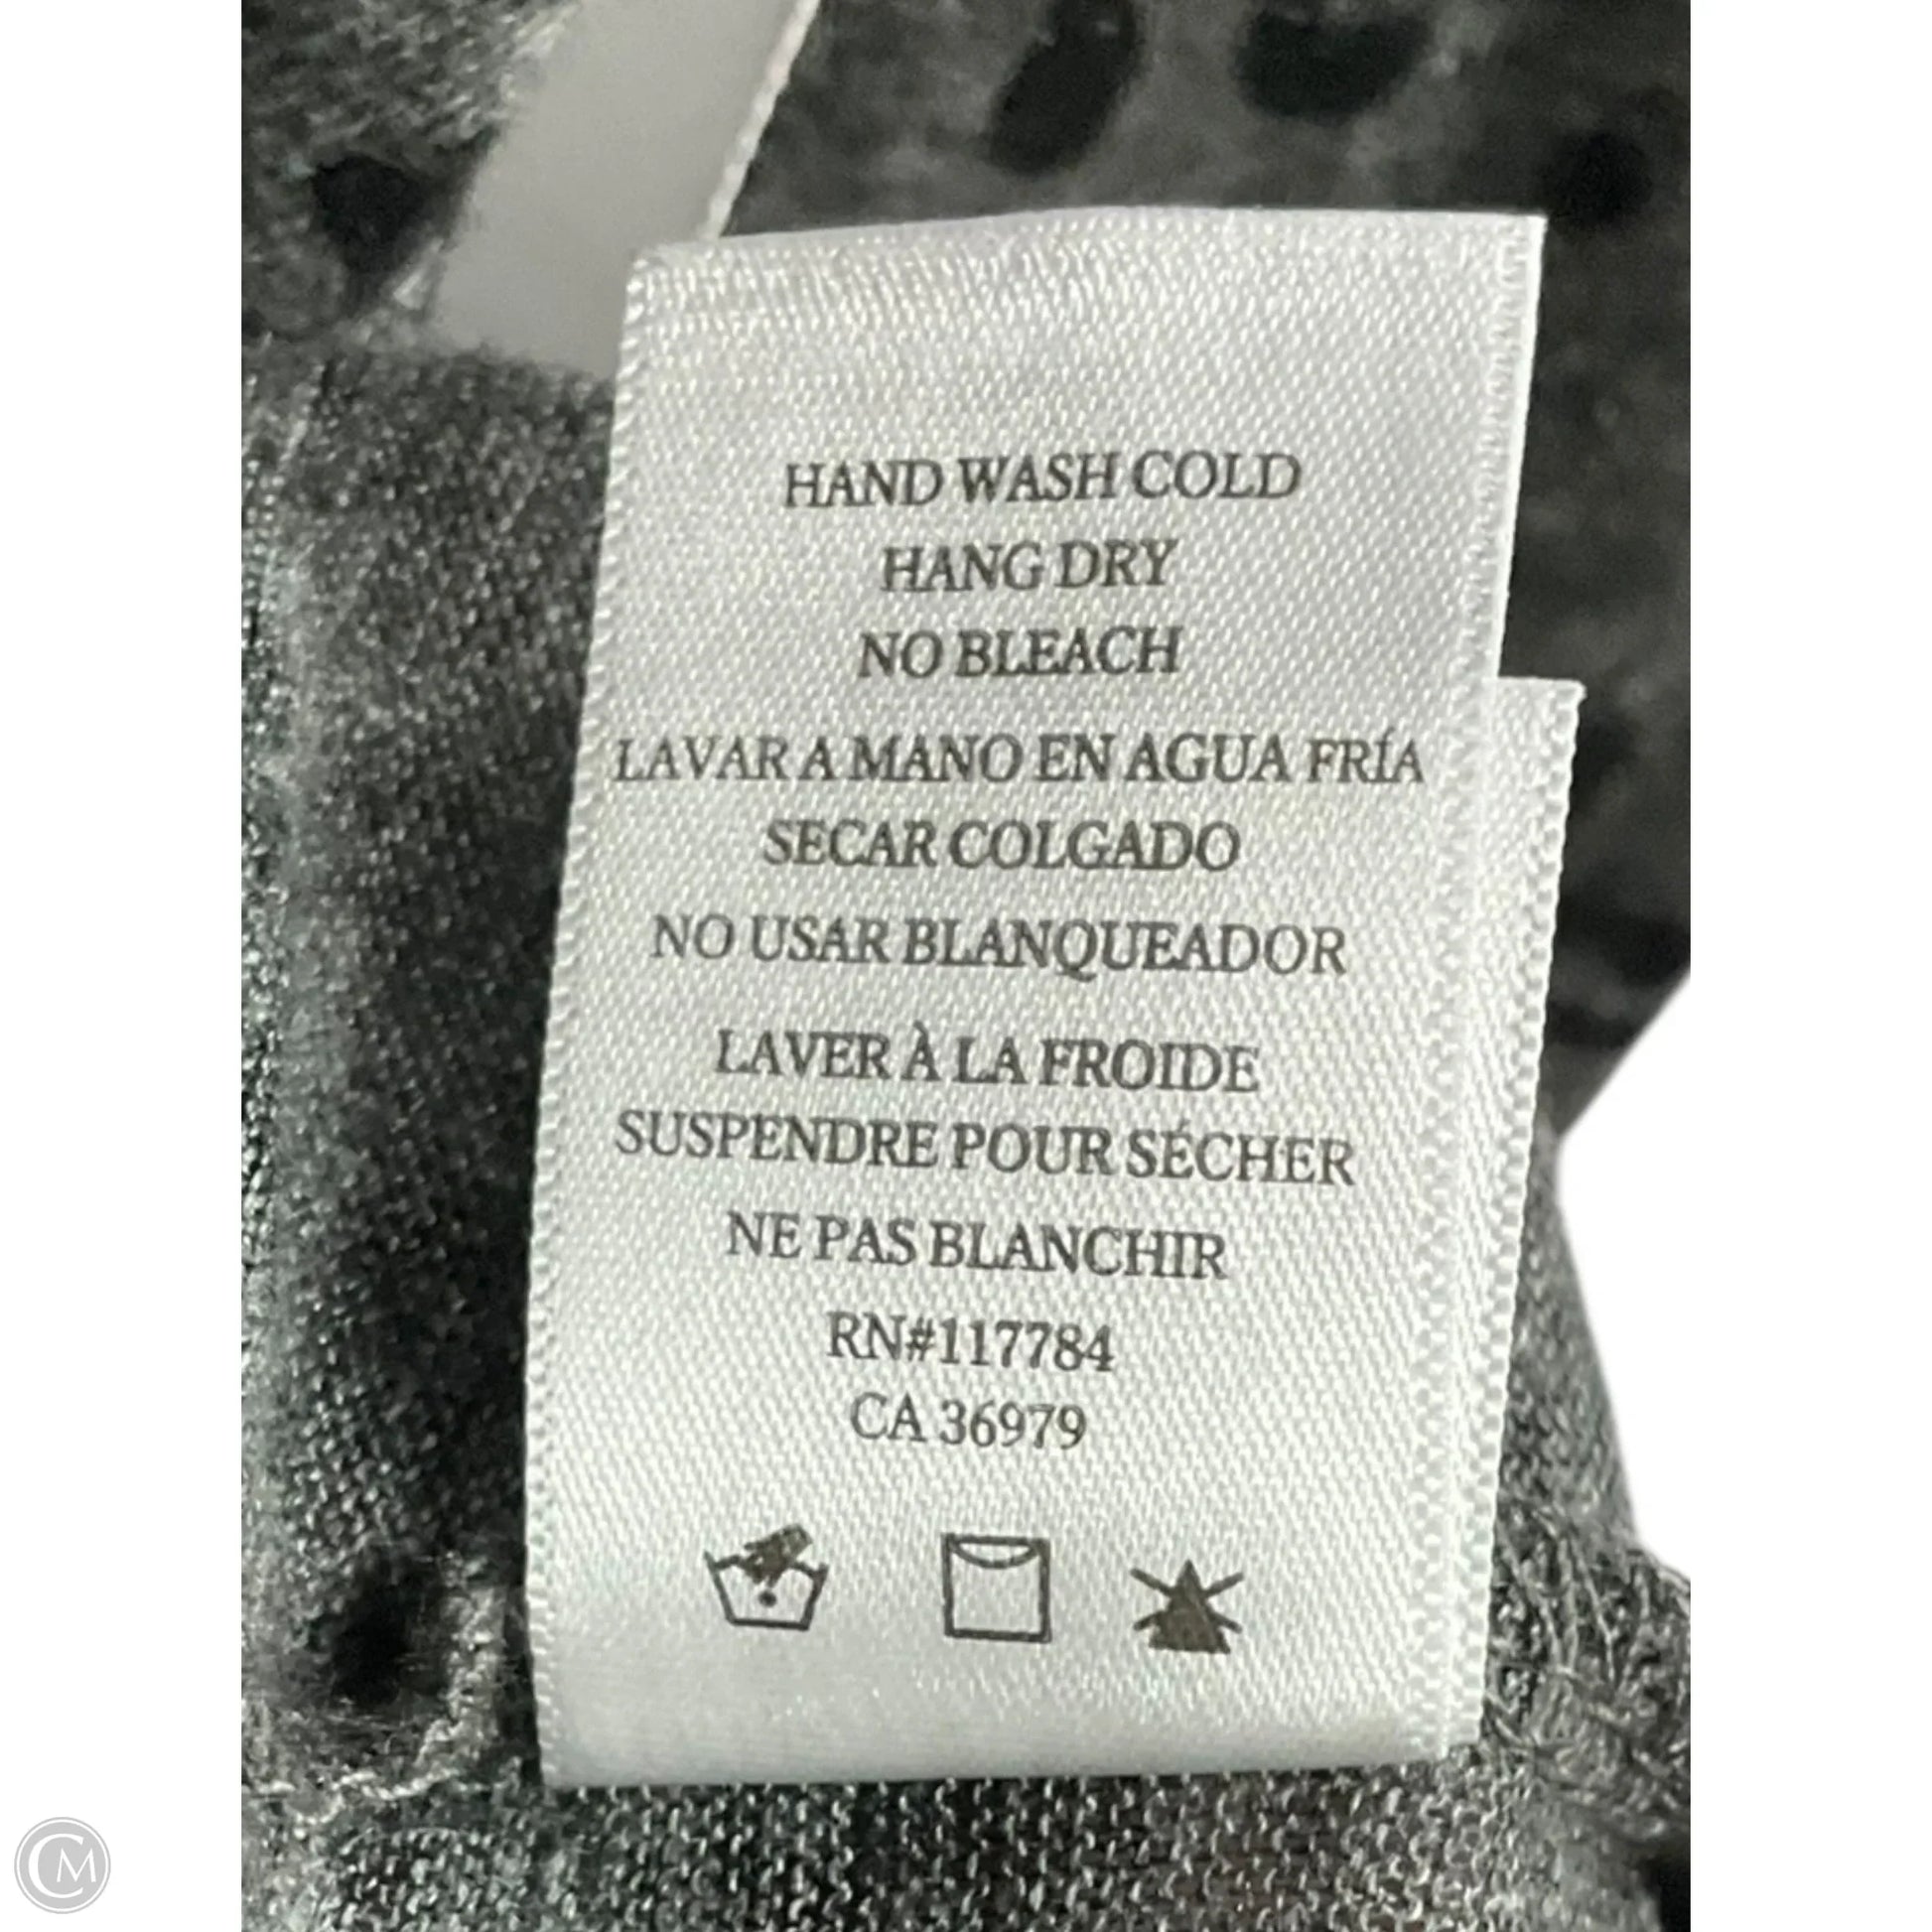 HAND WASH COLD
HANG DRY
NO BLEACH
LAVAR A MANO EN AGUA FRÍA
SECAR COLGADO
NO USAR BLANQUEADOR
LAVER À LA FROIDE
SUSPENDRE POUR SÉCHER
NE PAS BLANCHIR
RN#117784
CA 36979
CM